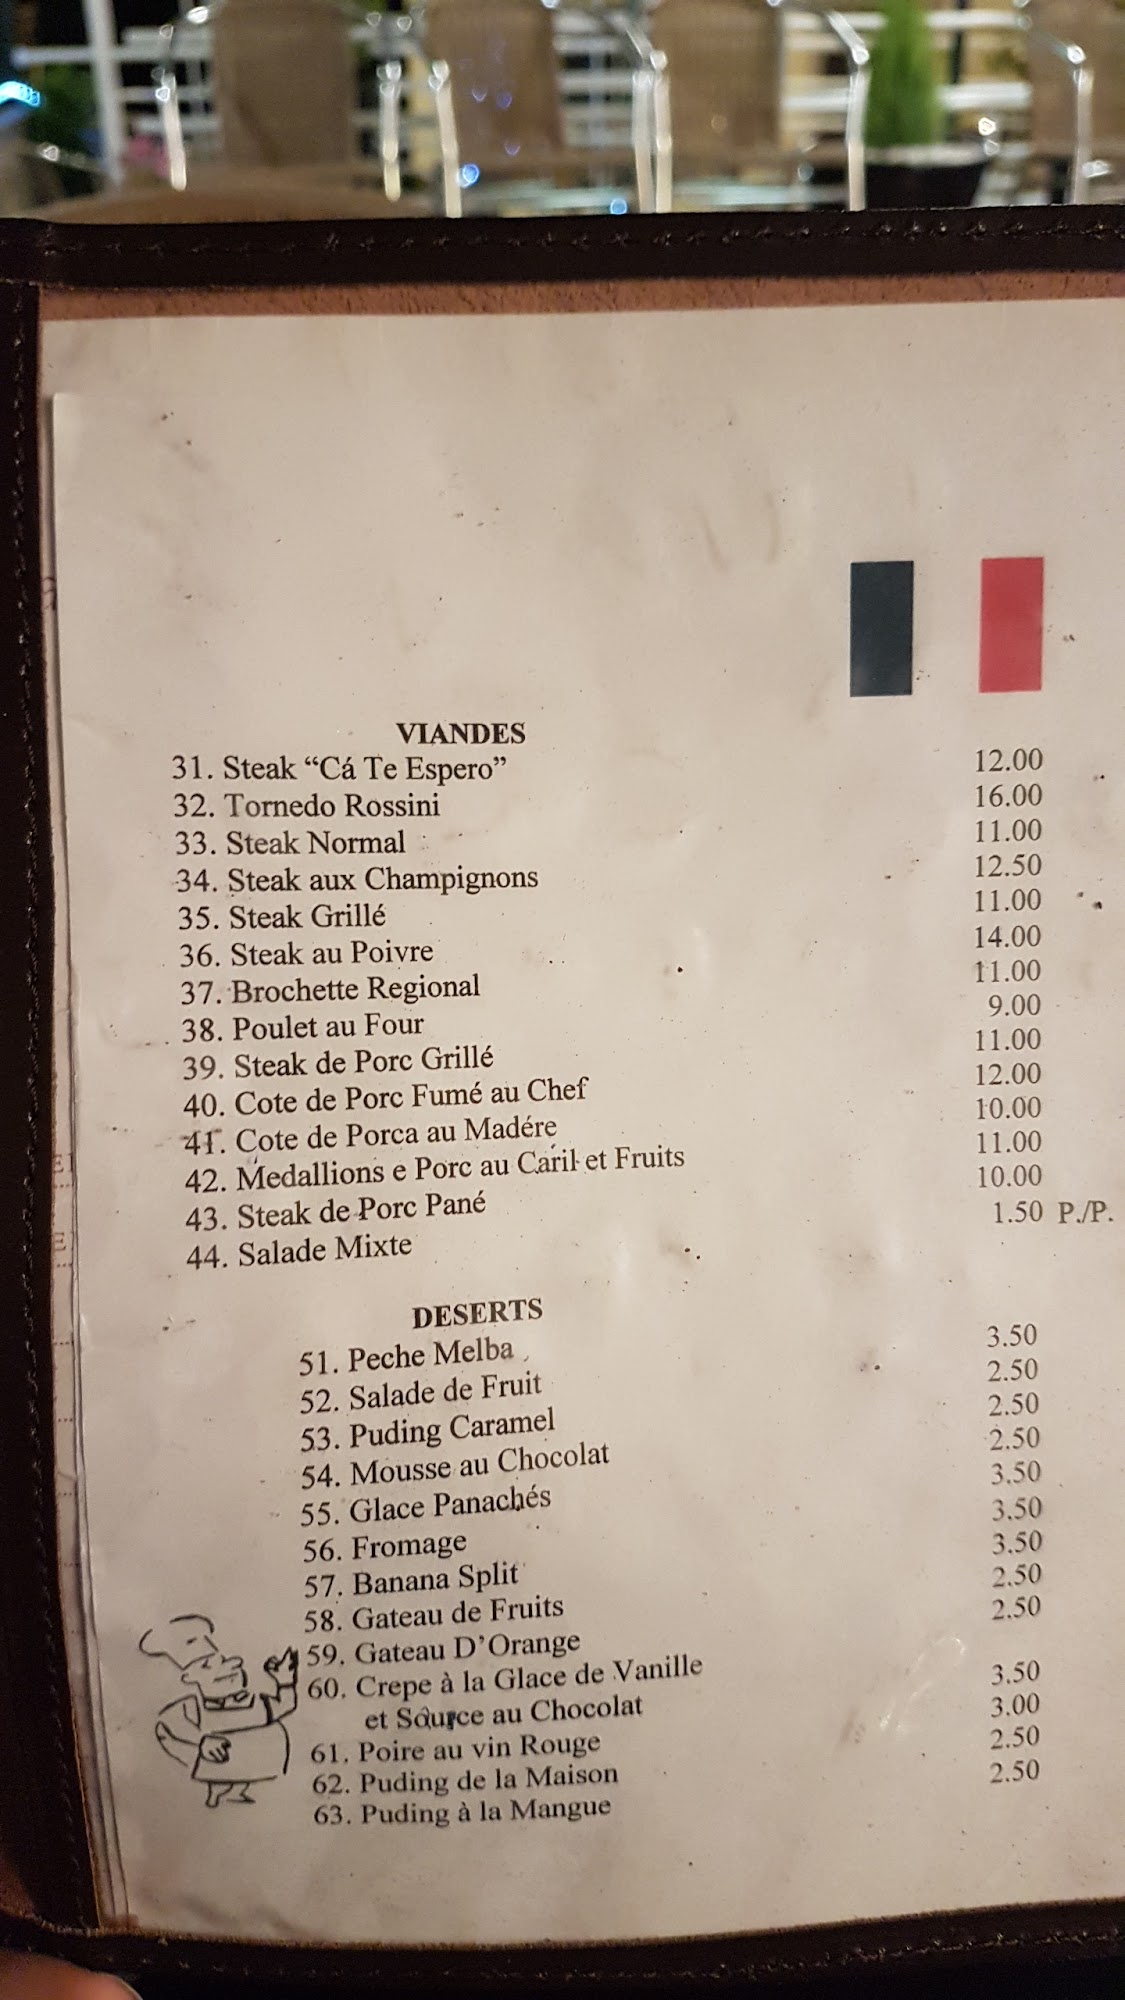 VIANDES
31. Steak “Cá Te Espero” 12.00
32. Tornedo Rossini 16.00
33. Steak Normal 11.00
34. Steak aux Champignons 12.50
35. Steak Grillé 11.00
36. Steak au Poivre 14.00
37. Brochette Regional 11.00
38. Poulet au Four 9.00
39. Steak de Porc Grillé 11.00
40. Cote de Porc Fumé au Chef 12.00
41. Cote de Porca au Madére 10.00
42. Medallions e Porc au Caril et Fruits 11.00
43. Steak de Porc Pané 10.00
44. Salade Mixte 1.50 P./P.
DESERTS
51. Peche Melba 3.50
52. Salade de Fruit 2.50
53. Puding Caramel 2.50
54. Mousse au Chocolat 2.50
55. Glace Panachés 3.50
56. Fromage 3.50
57. Banana Split 3.50
58. Gateau de Fruits 2.50
59. Gateau D’Orange 2.50
60. Crepe à la Glace de Vanille
et Source au Chocolat 3.50
61. Poire au vin Rouge 3.00
62. Puding de la Maison 2.50
63. Puding à la Mangue 2.50